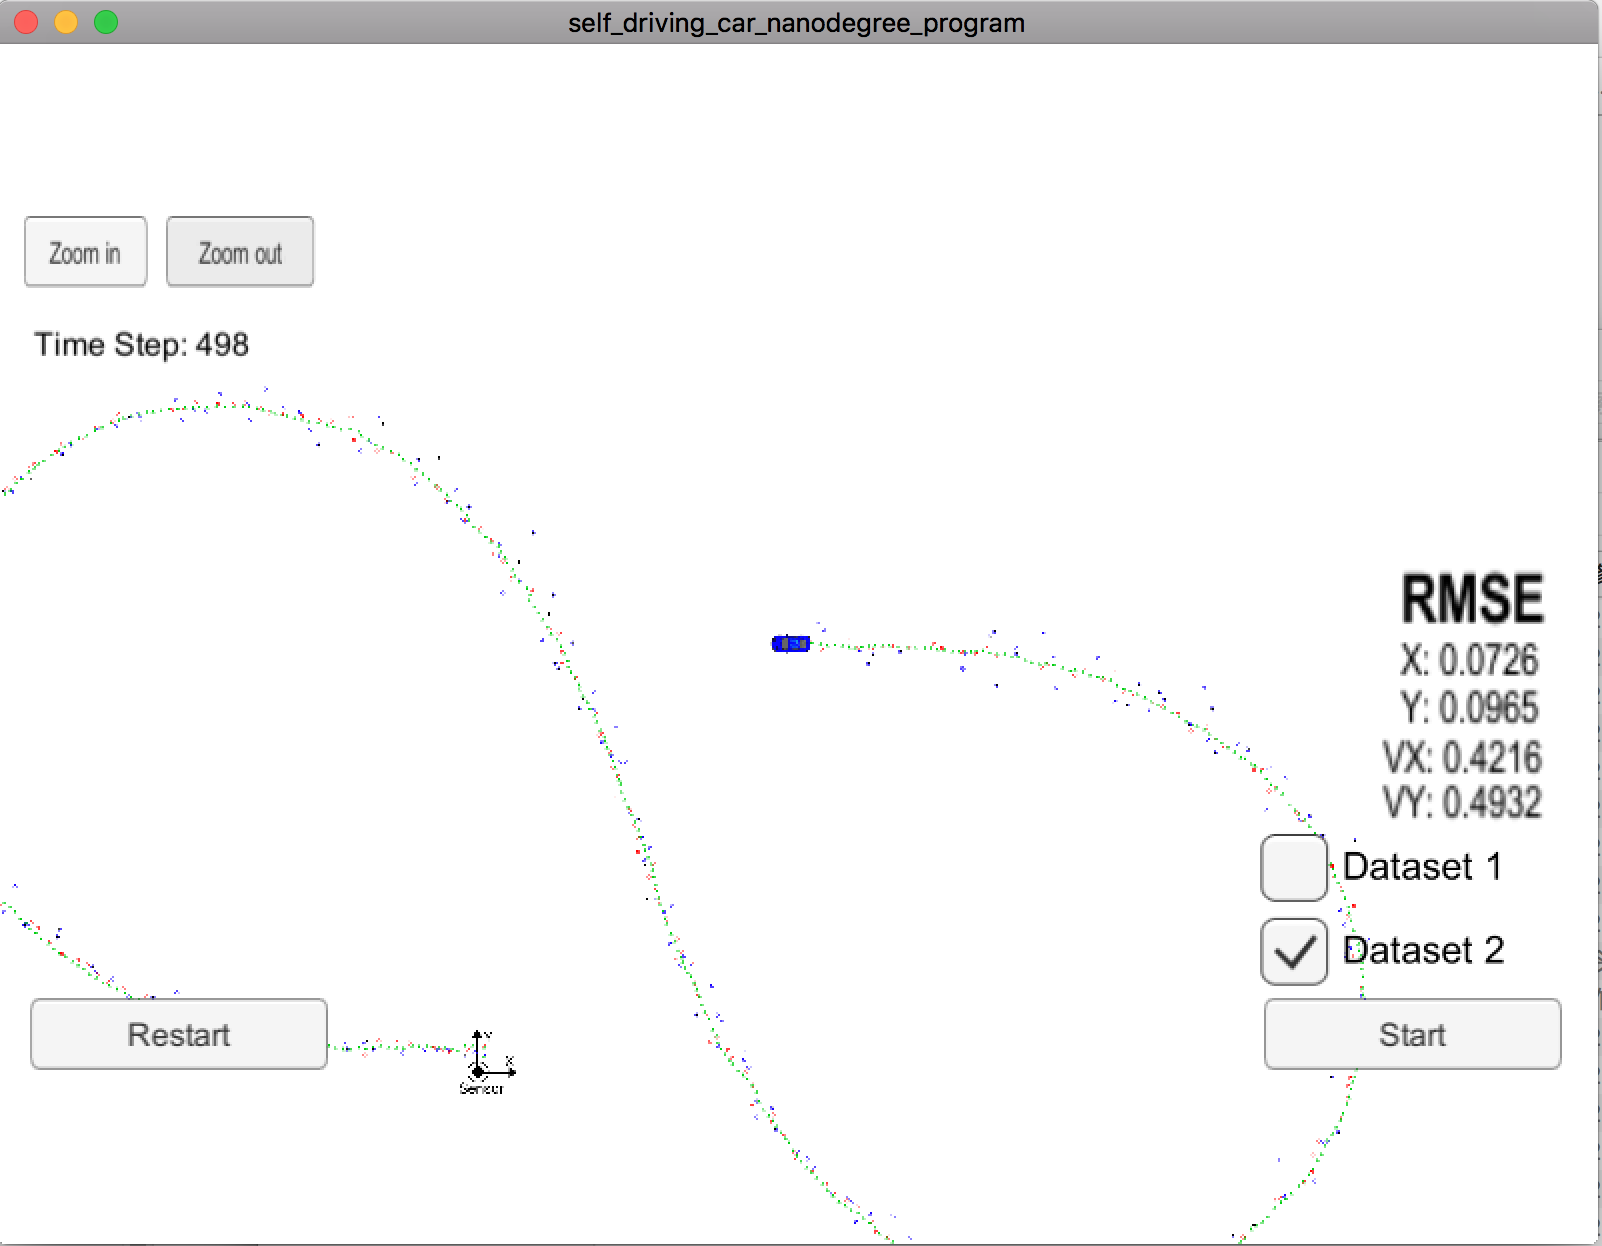 self_driving_car_nanodegree_program
Zoom in
Zoom out
Time Step: 498
RMSE
X: 0.0726
Y: 0.0965
VX: 0.4216
VY: 0.4932
Dataset 1
Dataset 2
Restart
Start
Y
X
Sensor